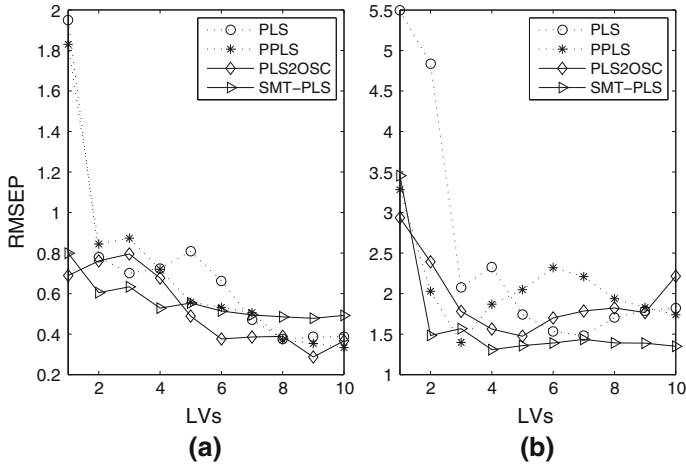 2
1.8
1.6
1.4
1.2
1
0.8
0.6
0.4
0.2
RMSEP
2 4 6 8 10
LVs
(a)
PLS
PPLS
PLS2OSC
SMT-PLS
5.5
5
4.5
4
3.5
3
2.5
2
1.5
1
2 4 6 8 10
LVs
(b)
PLS
PPLS
PLS2OSC
SMT-PLS